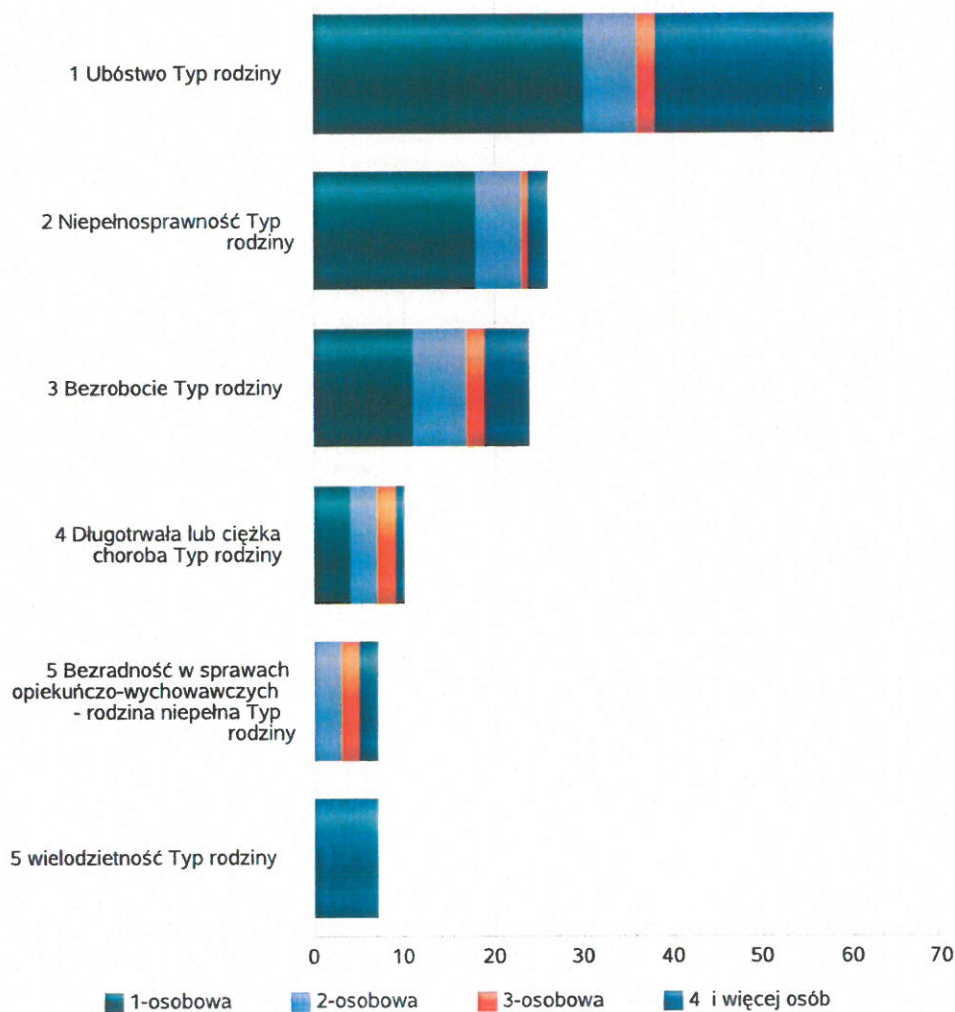 1 Ubóstwo Typ rodziny
2 Niepełnosprawność Typ
rodziny
3 Bezrobocie Typ rodziny
4 Długotrwała lub ciężka
choroba Typ rodziny
5 Bezradność w sprawach
opiekuńczo-wychowawczych
- rodzina niepełna Typ
rodziny
5 wielodzietność Typ rodziny
0 10 20 30 40 50 60 70
1-osobowa 2-osobowa 3-osobowa 4 i więcej osób